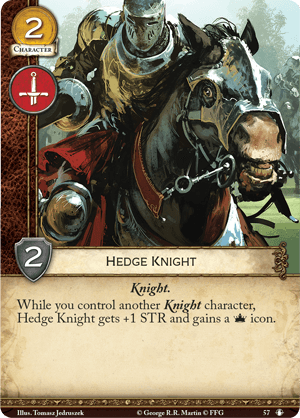 2
CHARACTER
2
HEDGE KNIGHT
Knight.
While you control another Knight character,
Hedge Knight gets +1 STR and gains a icon.
Illus. Tomasz Jedruszek © George R.R. Martin © FFG 57